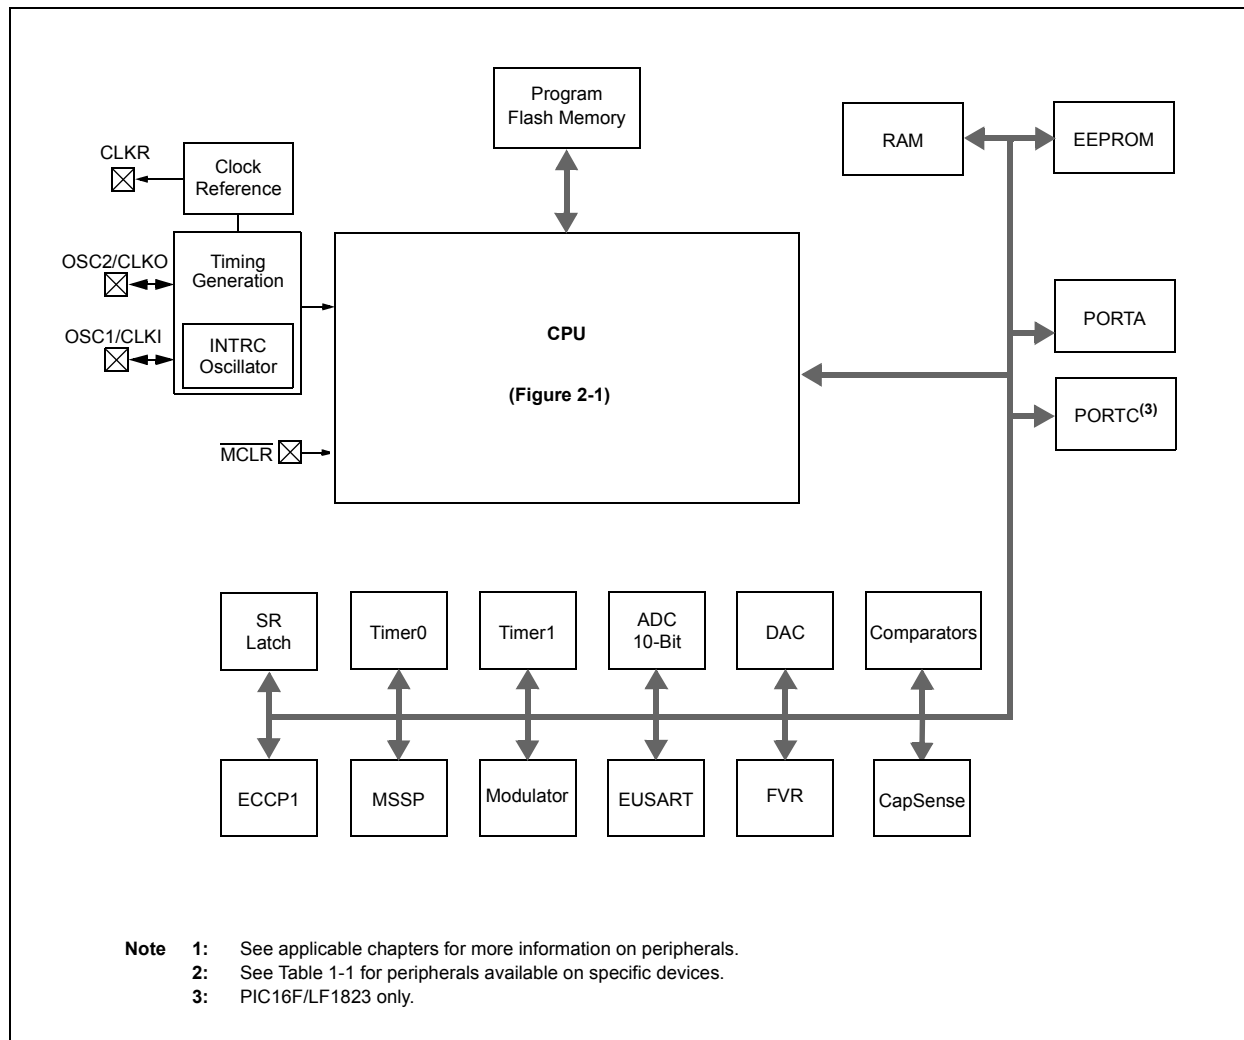 Program
Flash Memory
RAM
EEPROM
CLKR
Clock
Reference
OSC2/CLKO
Timing
Generation
OSC1/CLKI
INTRC
Oscillator
CPU
(Figure 2-1)
PORTA
PORTC(3)
MCLR
SR
Latch
Timer0
Timer1
ADC
10-Bit
DAC
Comparators
ECCP1
MSSP
Modulator
EUSART
FVR
CapSense
Note 1: See applicable chapters for more information on peripherals.
2: See Table 1-1 for peripherals available on specific devices.
3: PIC16F/LF1823 only.